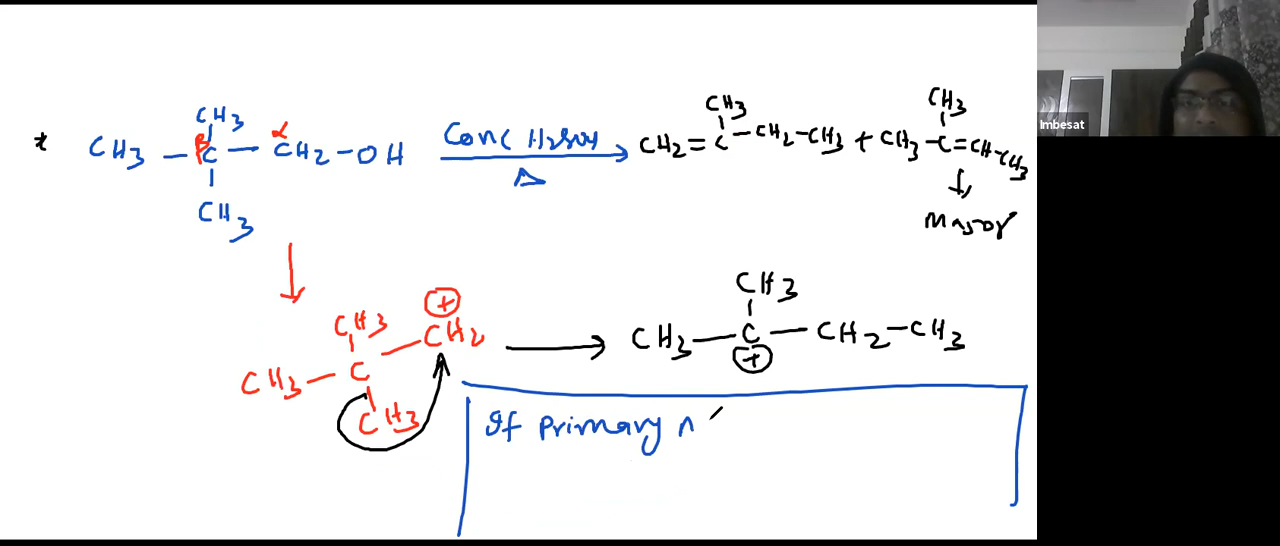 * CH3 - C - CH2-OH Conc H2SO4 CH2 = C - CH2-CH3 + CH3 - C = CH-CH3
CH3 β α CH3 CH3
CH3 Δ ↓
Major
CH3 ⊕ CH3
CH3 - C - CH2 → CH3 - C - CH2 - CH3
CH3 ⊕
If Primary
Imbesat